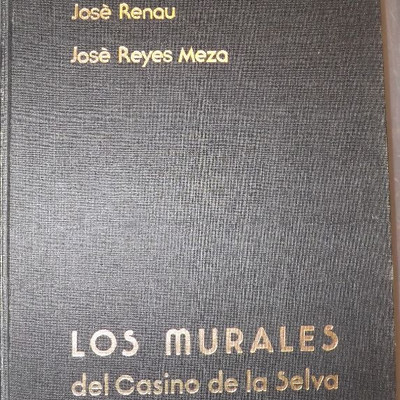 Josè Renau
Josè Reyes Meza
LOS MURALES
del Casino de la Selva